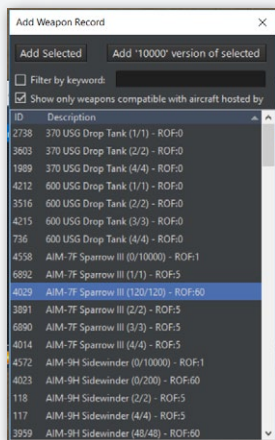 Add Weapon Record
Add Selected Add '10000' version of selected
Filter by keyword:
Show only weapons compatible with aircraft hosted by
ID Description
2738 370 USG Drop Tank (1/1) - ROF:0
3603 370 USG Drop Tank (2/2) - ROF:0
1989 370 USG Drop Tank (4/4) - ROF:0
4212 600 USG Drop Tank (1/1) - ROF:0
3516 600 USG Drop Tank (2/2) - ROF:0
4215 600 USG Drop Tank (3/3) - ROF:0
736 600 USG Drop Tank (4/4) - ROF:0
4558 AIM-7F Sparrow III (0/10000) - ROF:1
6892 AIM-7F Sparrow III (1/1) - ROF:5
4029 AIM-7F Sparrow III (120/120) - ROF:60
3891 AIM-7F Sparrow III (2/2) - ROF:5
6890 AIM-7F Sparrow III (3/3) - ROF:5
4014 AIM-7F Sparrow III (4/4) - ROF:5
4572 AIM-9H Sidewinder (0/10000) - ROF:1
4023 AIM-9H Sidewinder (0/200) - ROF:60
118 AIM-9H Sidewinder (2/2) - ROF:5
117 AIM-9H Sidewinder (4/4) - ROF:5
3959 AIM-9H Sidewinder (48/48) - ROF:60